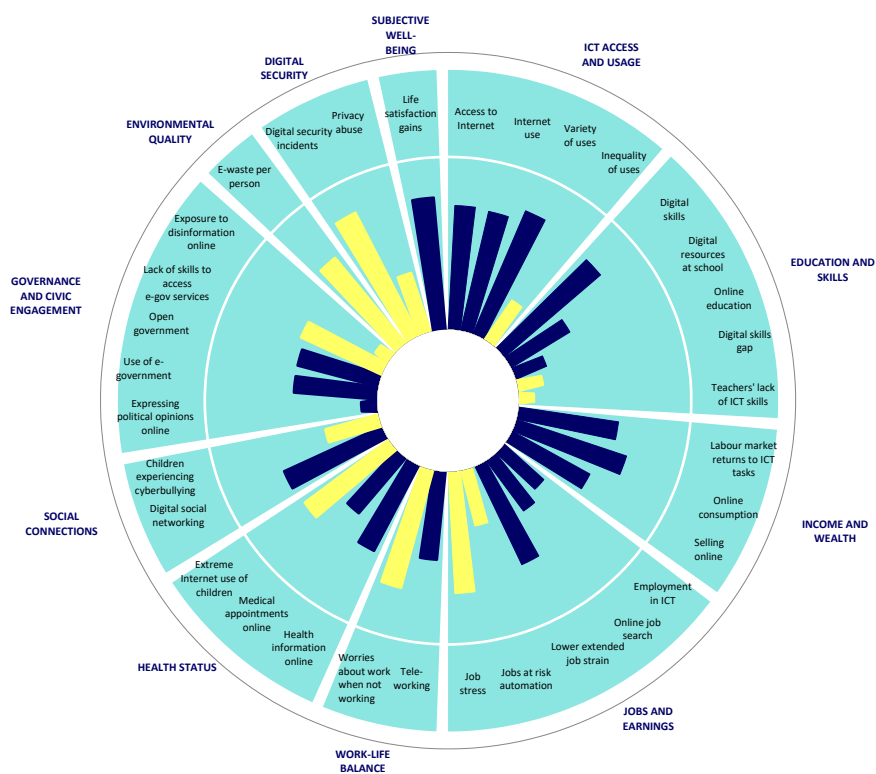 SUBJECTIVE
WELL-
BEING
ICT ACCESS
AND USAGE
Access to
Internet
Internet
use
Variety
of uses
Inequality
of uses
EDUCATION AND
SKILLS
Digital
skills
Digital
resources
at school
Online
education
Digital skills
gap
Teachers' lack
of ICT skills
INCOME AND
WEALTH
Labour market
returns to ICT
tasks
Online
consumption
Selling
online
JOBS AND
EARNINGS
Employment
in ICT
Online job
search
Lower extended
job strain
Jobs at risk
automation
Job
stress
WORK-LIFE
BALANCE
Tele-
working
Worries
about work
when not
working
HEALTH STATUS
Health
information
online
Medical
appointments
online
Extreme
Internet use of
children
SOCIAL
CONNECTIONS
Digital social
networking
Children
experiencing
cyberbullying
GOVERNANCE
AND CIVIC
ENGAGEMENT
Expressing
political opinions
online
Use of e-
government
Open
government
Lack of skills to
access
e-gov services
Exposure to
disinformation
online
ENVIRONMENTAL
QUALITY
E-waste per
person
DIGITAL
SECURITY
Digital security
incidents
Privacy
abuse
Life
satisfaction
gains